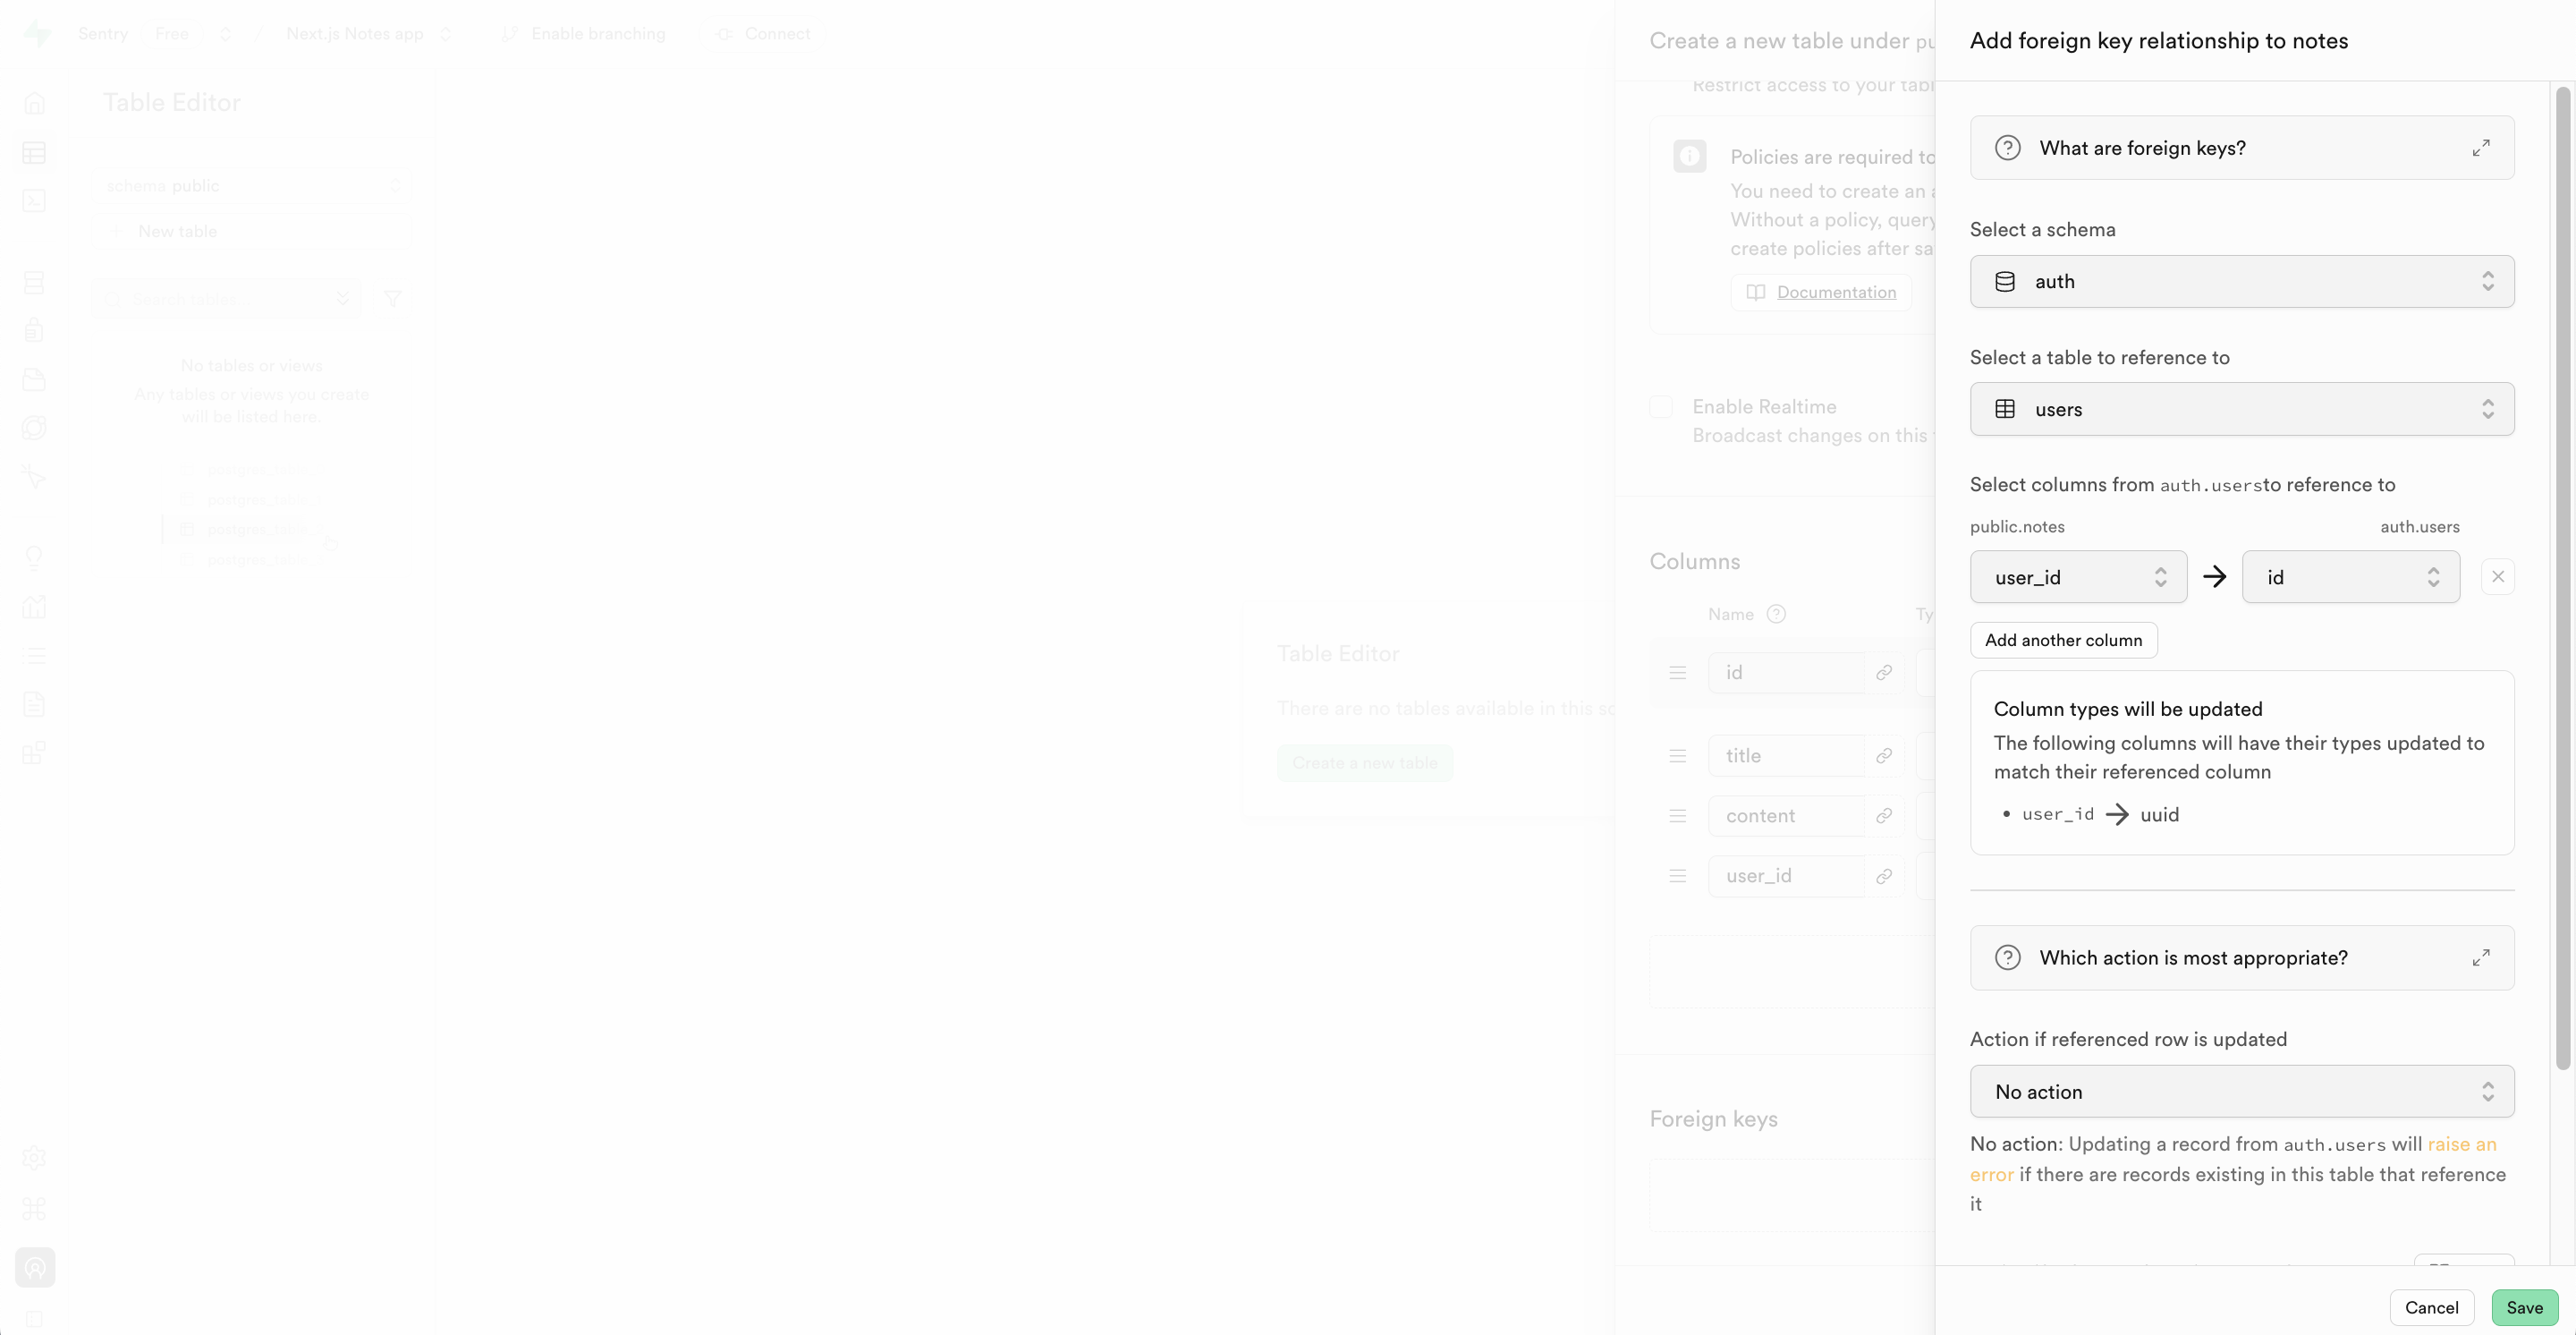 Sentry Free / Next.js Notes app Enable branching Connect
Table Editor
schema public
New table
Search tables
No tables or views
Any tables or views you create
will be listed here.
Table Editor
There are no tables available in this sc
Create a new table
Create a new table under pu
Restrict access to your tabl
Policies are required to
You need to create an a
Without a policy, query
create policies after sa
Documentation
Enable Realtime
Broadcast changes on this
Columns
Name Ty
id
title
content
user_id
Foreign keys
Add foreign key relationship to notes
What are foreign keys?
Select a schema
auth
Select a table to reference to
users
Select columns from auth.usersto reference to
public.notes auth.users
user_id id
Add another column
Column types will be updated
The following columns will have their types updated to
match their referenced column
• user_id → uuid
Which action is most appropriate?
Action if referenced row is updated
No action
No action: Updating a record from auth.users will raise an
error if there are records existing in this table that reference
it
Cancel Save